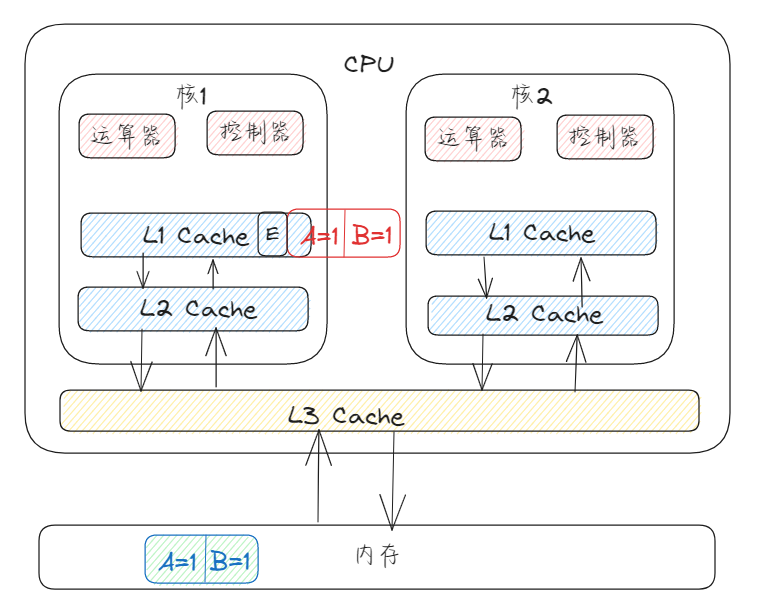 CPU
核1
运算器
控制器
L1 Cache
E
A=1
B=1
L2 Cache
核2
运算器
控制器
L1 Cache
L2 Cache
L3 Cache
A=1
B=1
内存